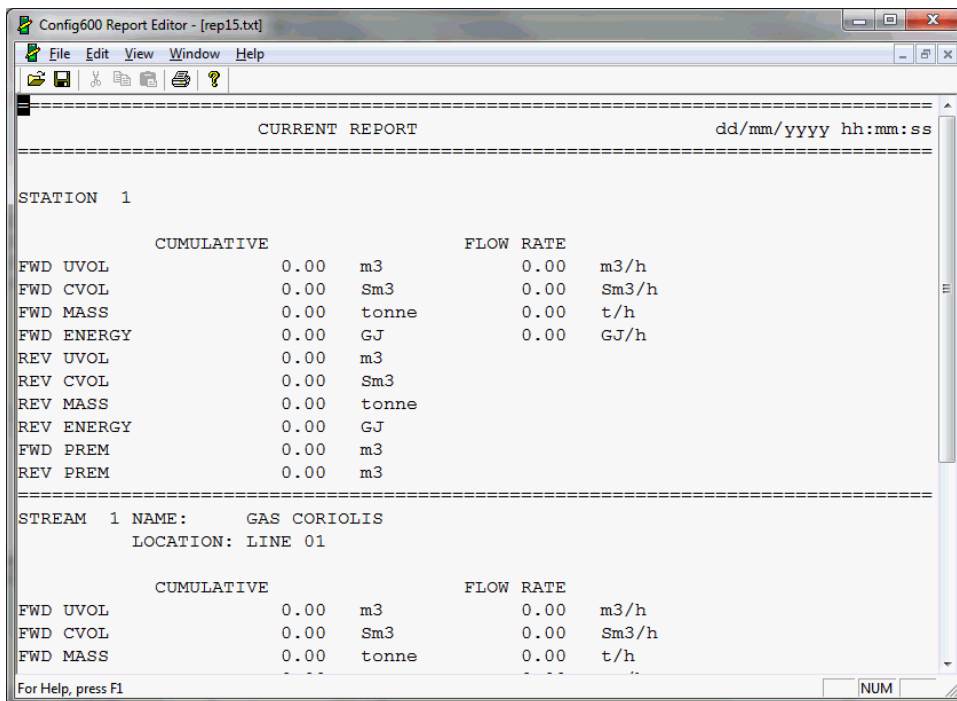 Config600 Report Editor - [rep15.txt]
File Edit View Window Help
================================================================================
CURRENT REPORT dd/mm/yyyy hh:mm:ss
================================================================================
STATION 1
CUMULATIVE FLOW RATE
FWD UVOL 0.00 m3 0.00 m3/h
FWD CVOL 0.00 Sm3 0.00 Sm3/h
FWD MASS 0.00 tonne 0.00 t/h
FWD ENERGY 0.00 GJ 0.00 GJ/h
REV UVOL 0.00 m3
REV CVOL 0.00 Sm3
REV MASS 0.00 tonne
REV ENERGY 0.00 GJ
FWD PREM 0.00 m3
REV PREM 0.00 m3
================================================================================
STREAM 1 NAME: GAS CORIOLIS
LOCATION: LINE 01
CUMULATIVE FLOW RATE
FWD UVOL 0.00 m3 0.00 m3/h
FWD CVOL 0.00 Sm3 0.00 Sm3/h
FWD MASS 0.00 tonne 0.00 t/h
For Help, press F1 NUM